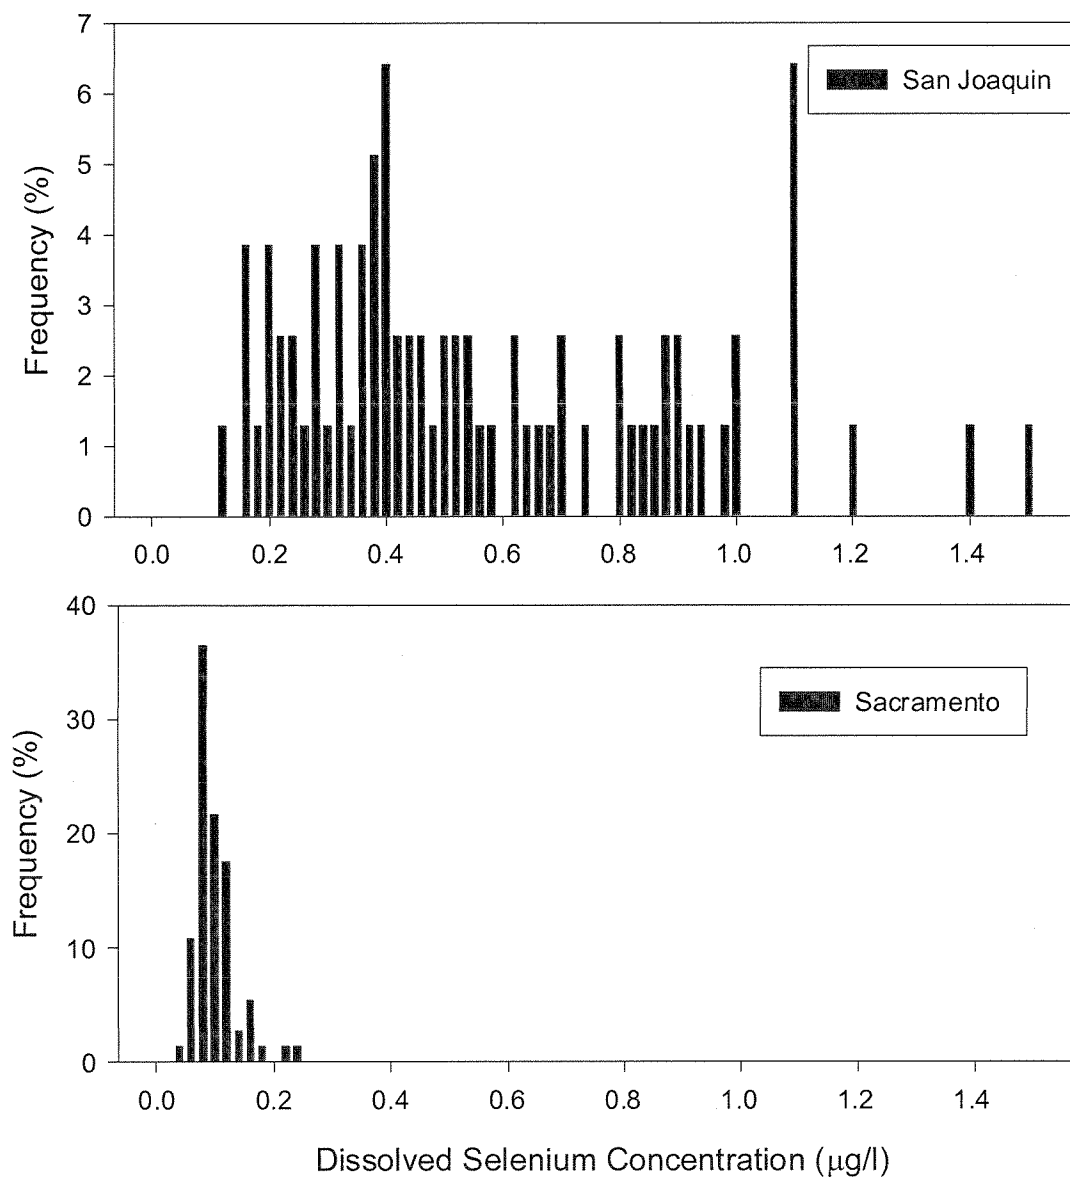 7
6
5
4
3
2
1
0
Frequency (%)
San Joaquin
0.0 0.2 0.4 0.6 0.8 1.0 1.2 1.4
40
30
20
10
0
Frequency (%)
Sacramento
0.0 0.2 0.4 0.6 0.8 1.0 1.2 1.4
Dissolved Selenium Concentration (μg/l)